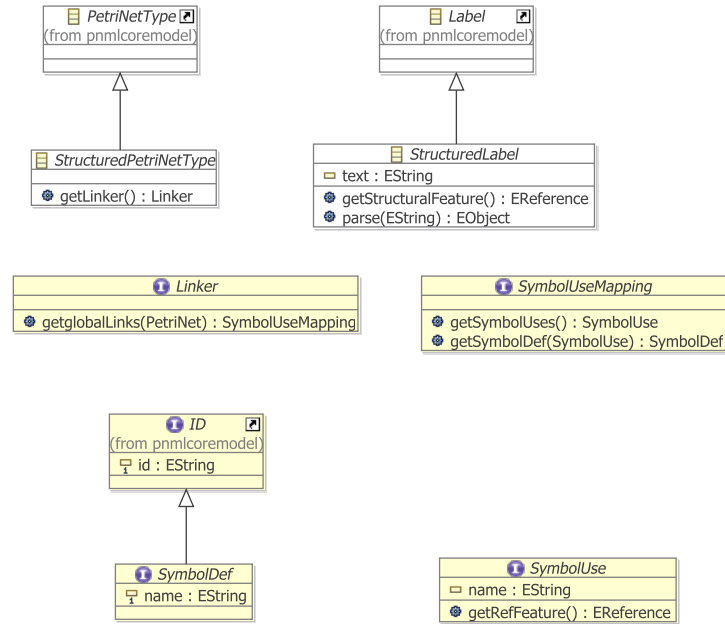 PetriNetType
(from pnmlcoremodel)
Label
(from pnmlcoremodel)
StructuredPetriNetType
getLinker() : Linker
StructuredLabel
text : EString
getStructuralFeature() : EReference
parse(EString) : EObject
Linker
getglobalLinks(PetriNet) : SymbolUseMapping
SymbolUseMapping
getSymbolUses() : SymbolUse
getSymbolDef(SymbolUse) : SymbolDef
ID
(from pnmlcoremodel)
1 id : EString
SymbolDef
1 name : EString
SymbolUse
name : EString
getRefFeature() : EReference